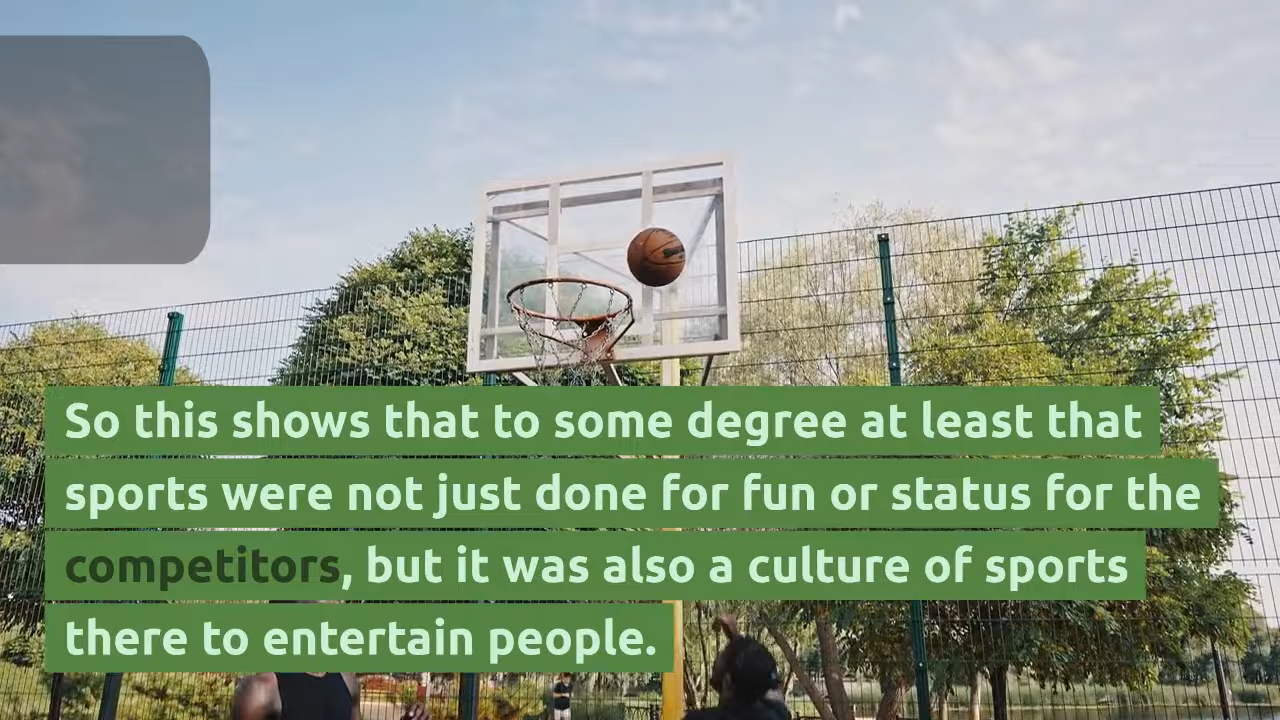 So this shows that to some degree at least that
sports were not just done for fun or status for the
competitors, but it was also a culture of sports
there to entertain people.